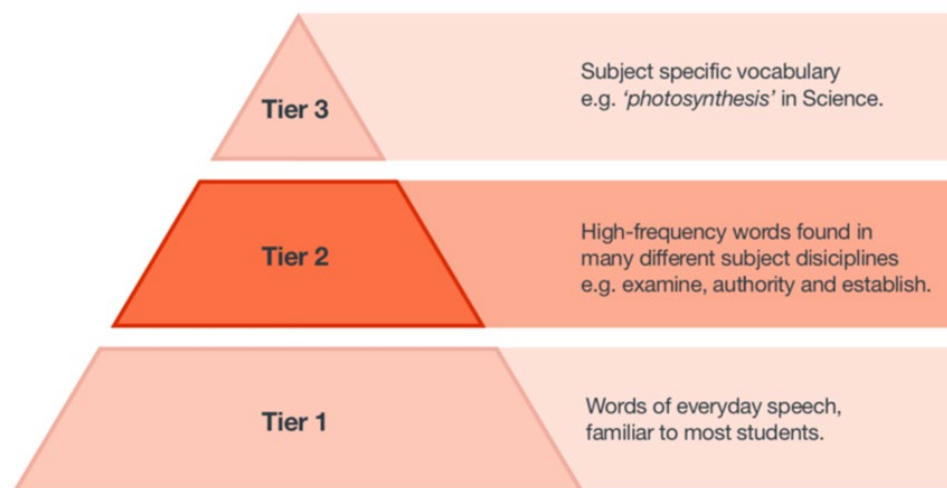 Tier 3
Subject specific vocabulary
e.g. ‘photosynthesis’ in Science.
Tier 2
High-frequency words found in
many different subject disiciplines
e.g. examine, authority and establish.
Tier 1
Words of everyday speech,
familiar to most students.